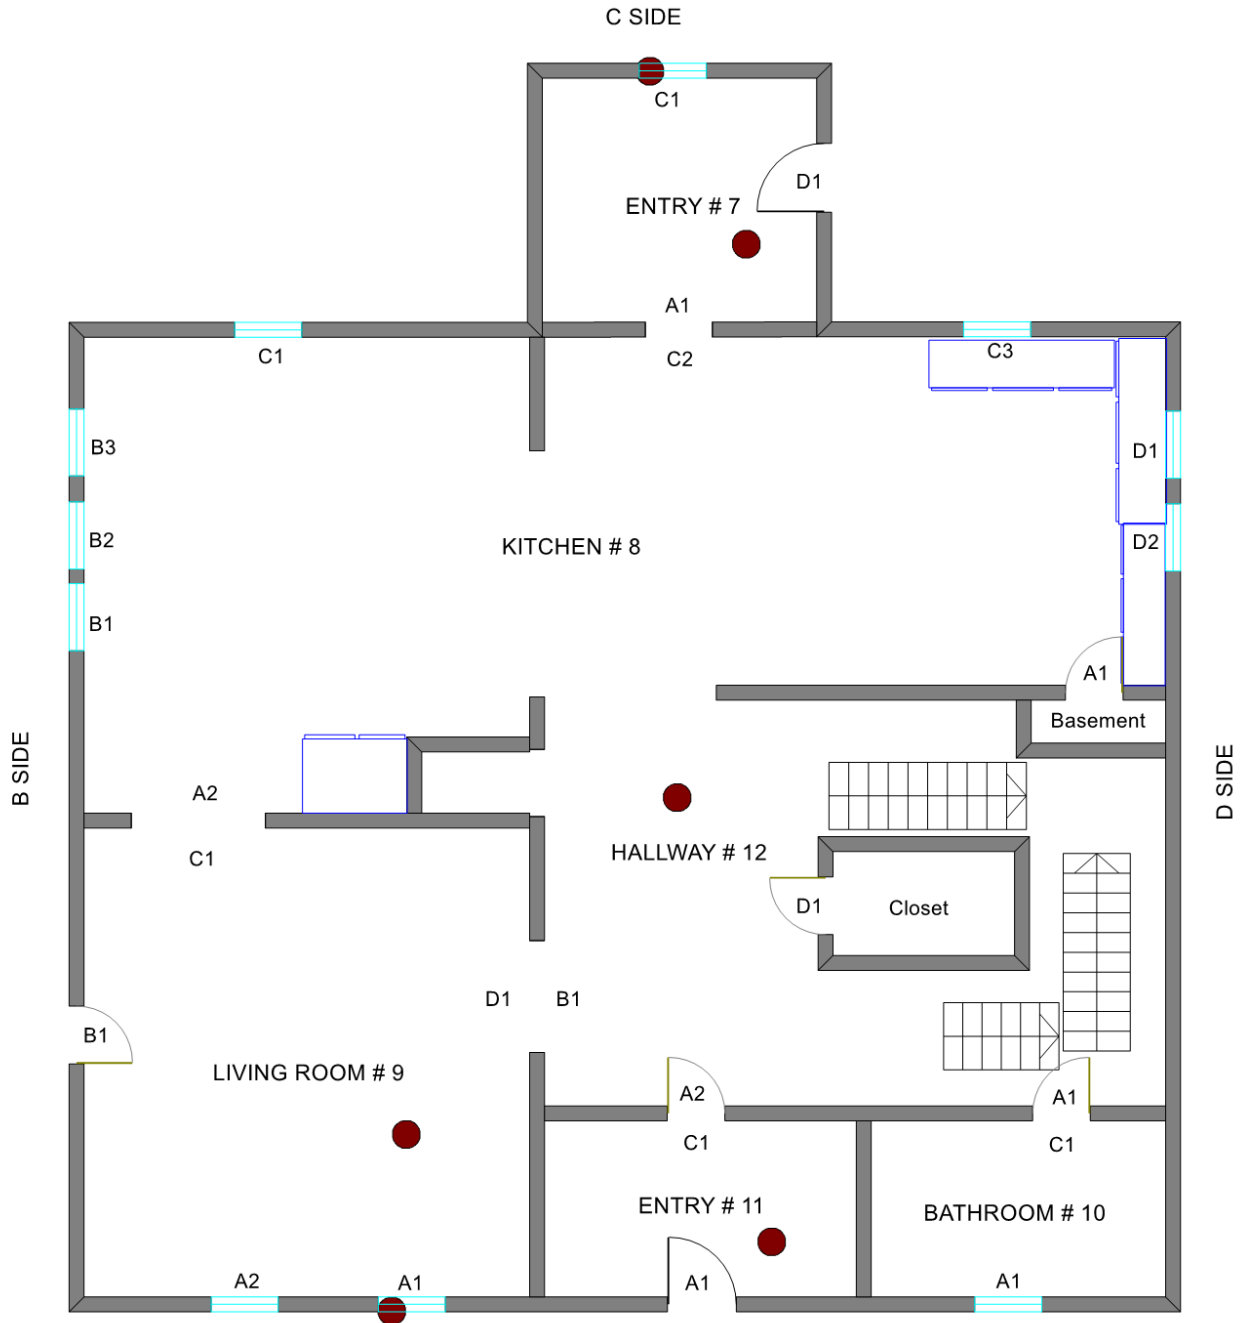 C SIDE
C1
D1
ENTRY # 7
A1
C1
C2
C3
B3
D1
B2
KITCHEN # 8
D2
B1
A1
Basement
B SIDE
D SIDE
A2
C1
HALLWAY # 12
D1
Closet
D1
B1
B1
LIVING ROOM # 9
A2
A1
C1
C1
ENTRY # 11
BATHROOM # 10
A2
A1
A1
A1